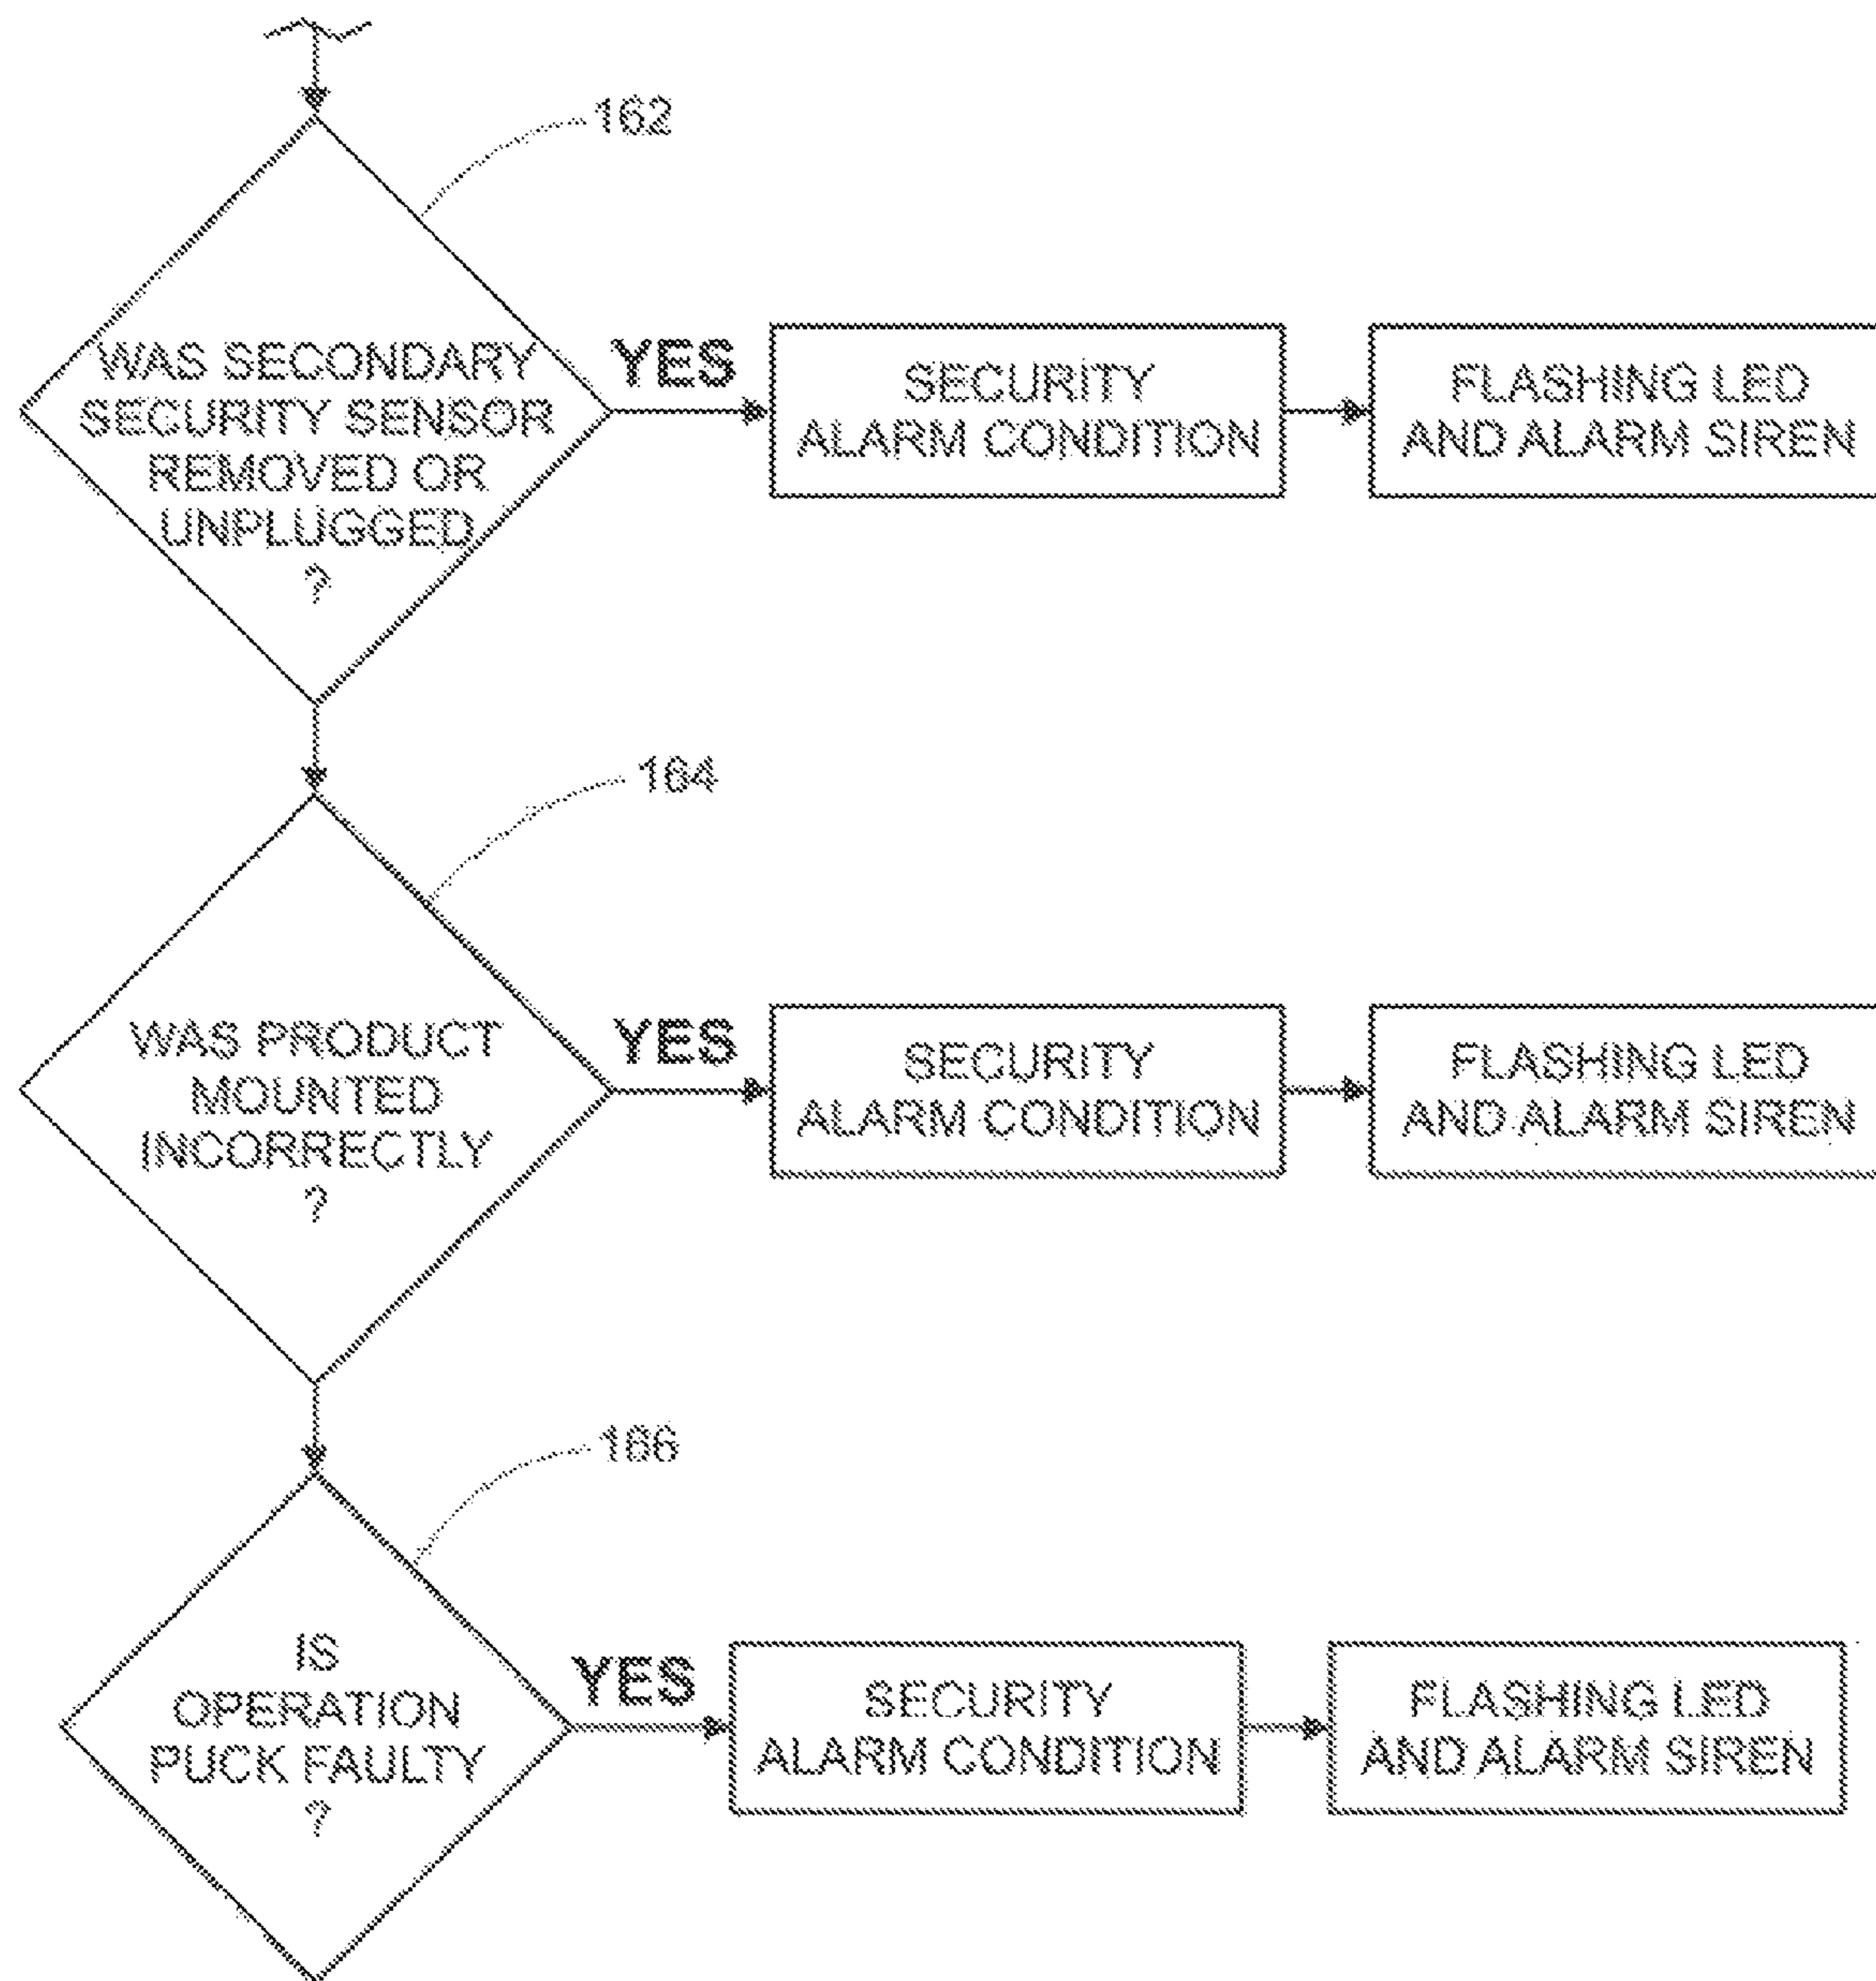 162
WAS SECONDARY
SECURITY SENSOR
REMOVED OR
UNPLUGGED
?
YES
SECURITY
ALARM CONDITION
FLASHING LED
AND ALARM SIREN
164
WAS PRODUCT
MOUNTED
INCORRECTLY
?
YES
SECURITY
ALARM CONDITION
FLASHING LED
AND ALARM SIREN
166
IS
OPERATION
PUCK FAULTY
?
YES
SECURITY
ALARM CONDITION
FLASHING LED
AND ALARM SIREN